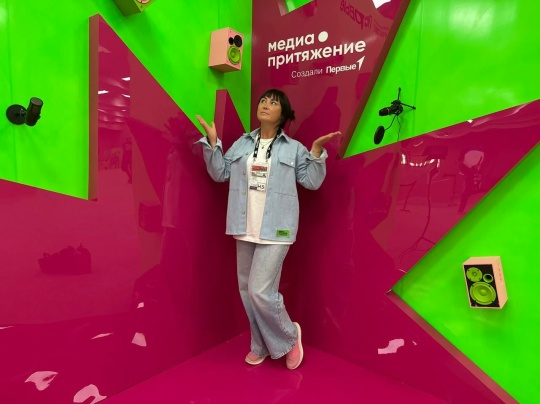 медиа
притяжение
Создали Первые